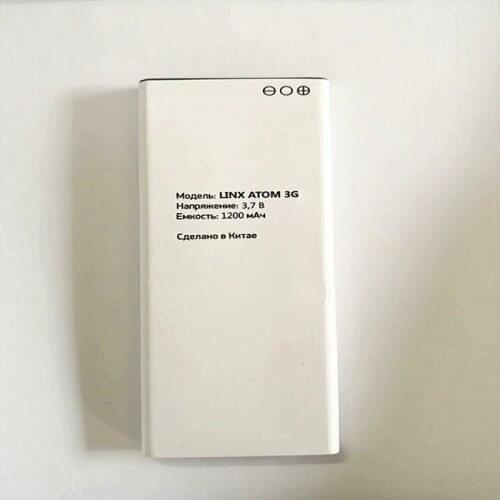 Модель: LINX ATOM 3G
Напряжение: 3,7 В
Емкость: 1200 мАч
Сделано в Китае